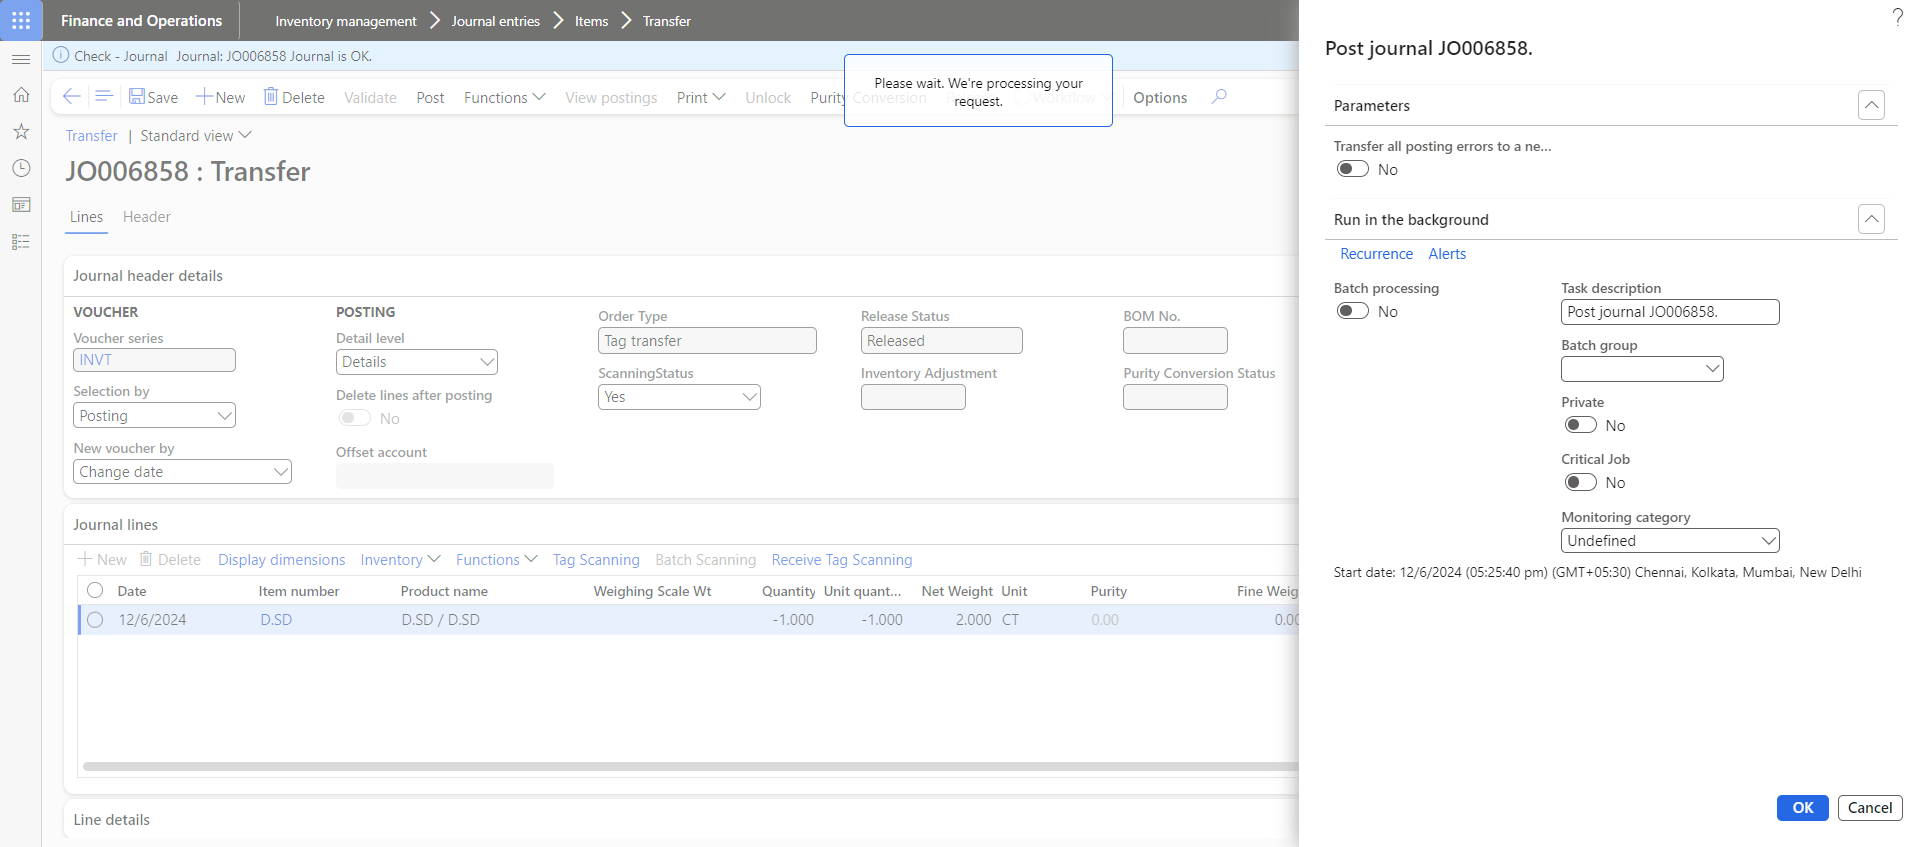 Finance and Operations
Inventory management Journal entries Items Transfer
Check - Journal Journal: JO006858 Journal is OK.
Please wait. We're processing your
request.
Save New Delete Validate Post Functions View postings Print Unlock Purity Conversion Workflow Options
Transfer | Standard view
JO006858 : Transfer
Lines Header
Journal header details
VOUCHER
Voucher series
INVT
Selection by
Posting
New voucher by
Change date
POSTING
Detail level
Details
Delete lines after posting
No
Offset account
Order Type
Tag transfer
ScanningStatus
Yes
Release Status
Released
Inventory Adjustment
BOM No.
Purity Conversion Status
Journal lines
New Delete Display dimensions Inventory Functions Tag Scanning Batch Scanning Receive Tag Scanning
Date Item number Product name Weighing Scale Wt Quantity Unit quant... Net Weight Unit Purity Fine Weig
12/6/2024 D.SD D.SD / D.SD -1.000 -1.000 2.000 CT 0.00 0.00
Line details
?
Post journal JO006858.
Parameters
Transfer all posting errors to a ne...
No
Run in the background
Recurrence Alerts
Batch processing
No
Task description
Post journal JO006858.
Batch group
Private
No
Critical Job
No
Monitoring category
Undefined
Start date: 12/6/2024 (05:25:40 pm) (GMT+05:30) Chennai, Kolkata, Mumbai, New Delhi
OK Cancel